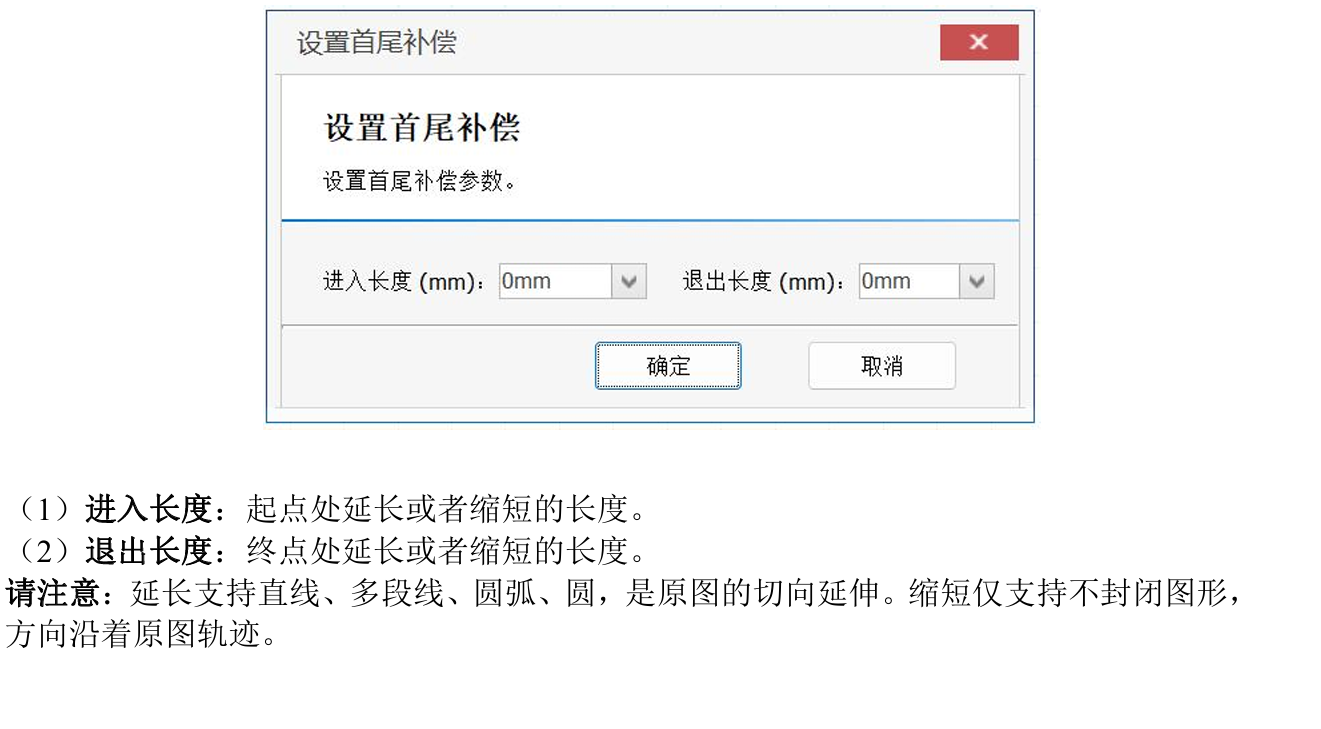 设置首尾补偿
设置首尾补偿
设置首尾补偿参数。
进入长度 (mm)： 0mm 退出长度 (mm)： 0mm
确定 取消
（1）进入长度：起点处延长或者缩短的长度。
（2）退出长度：终点处延长或者缩短的长度。
请注意：延长支持直线、多段线、圆弧、圆，是原图的切向延伸。缩短仅支持不封闭图形，
方向沿着原图轨迹。